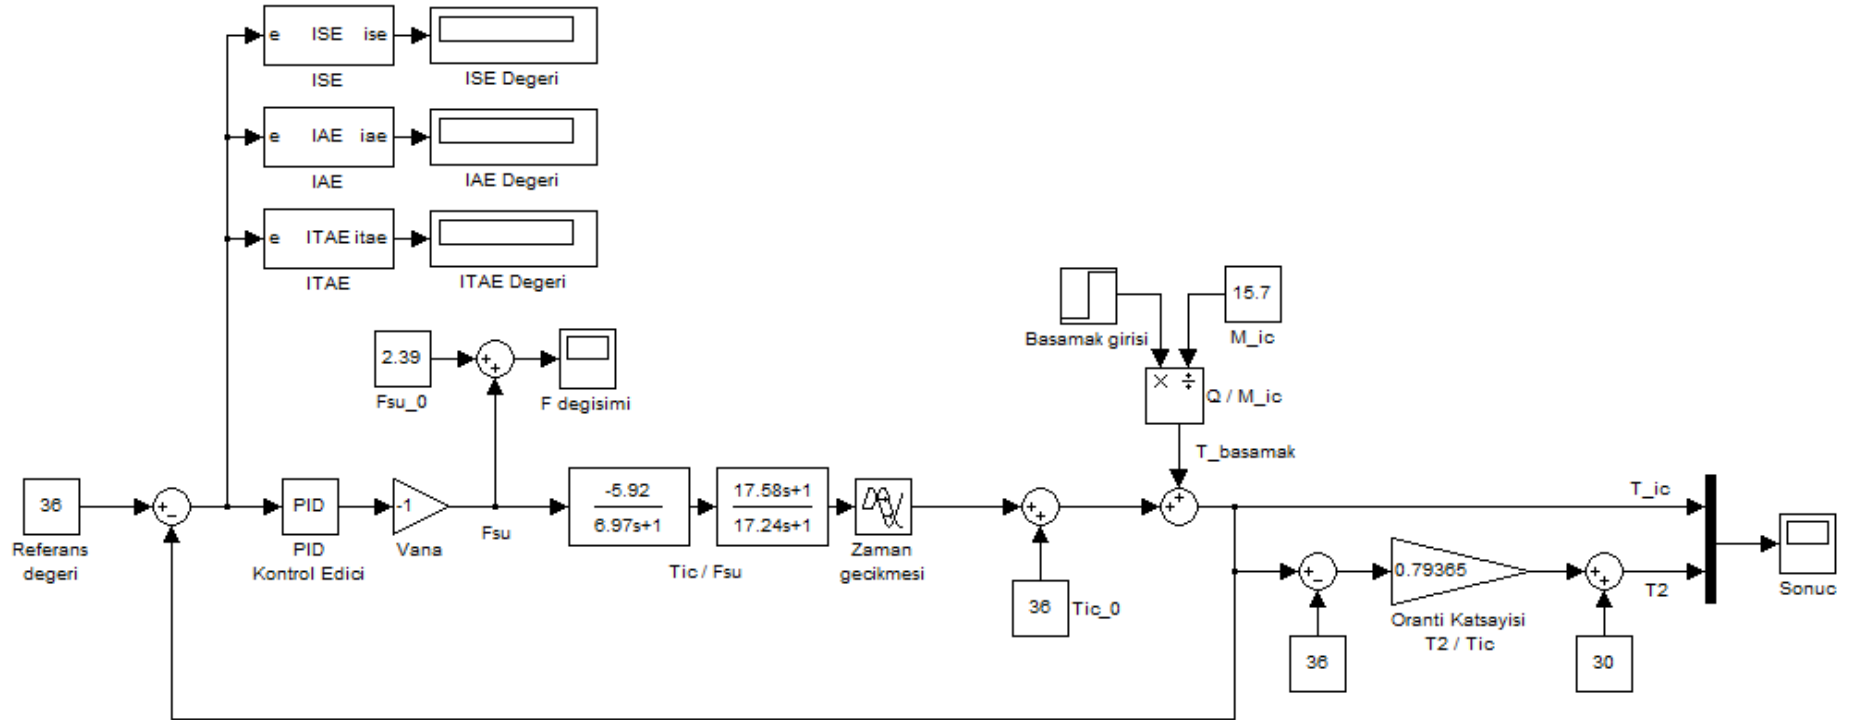 e ISE ise
ISE
ISE Degeri
e IAE iae
IAE
IAE Degeri
e ITAE itae
ITAE
ITAE Degeri
2.39
Fsu_0
F degisimi
Basamak girisi
15.7
M_ic
Q / M_ic
T_basamak
36
Referans
degeri
PID
PID
Kontrol Edici
-1
Vana
Fsu
-5.92
6.97s+1
17.58s+1
17.24s+1
Tic / Fsu
Zaman
gecikmesi
36
Tic_0
T_ic
0.79365
Oranti Katsayisi
T2 / Tic
36
30
T2
Sonuc